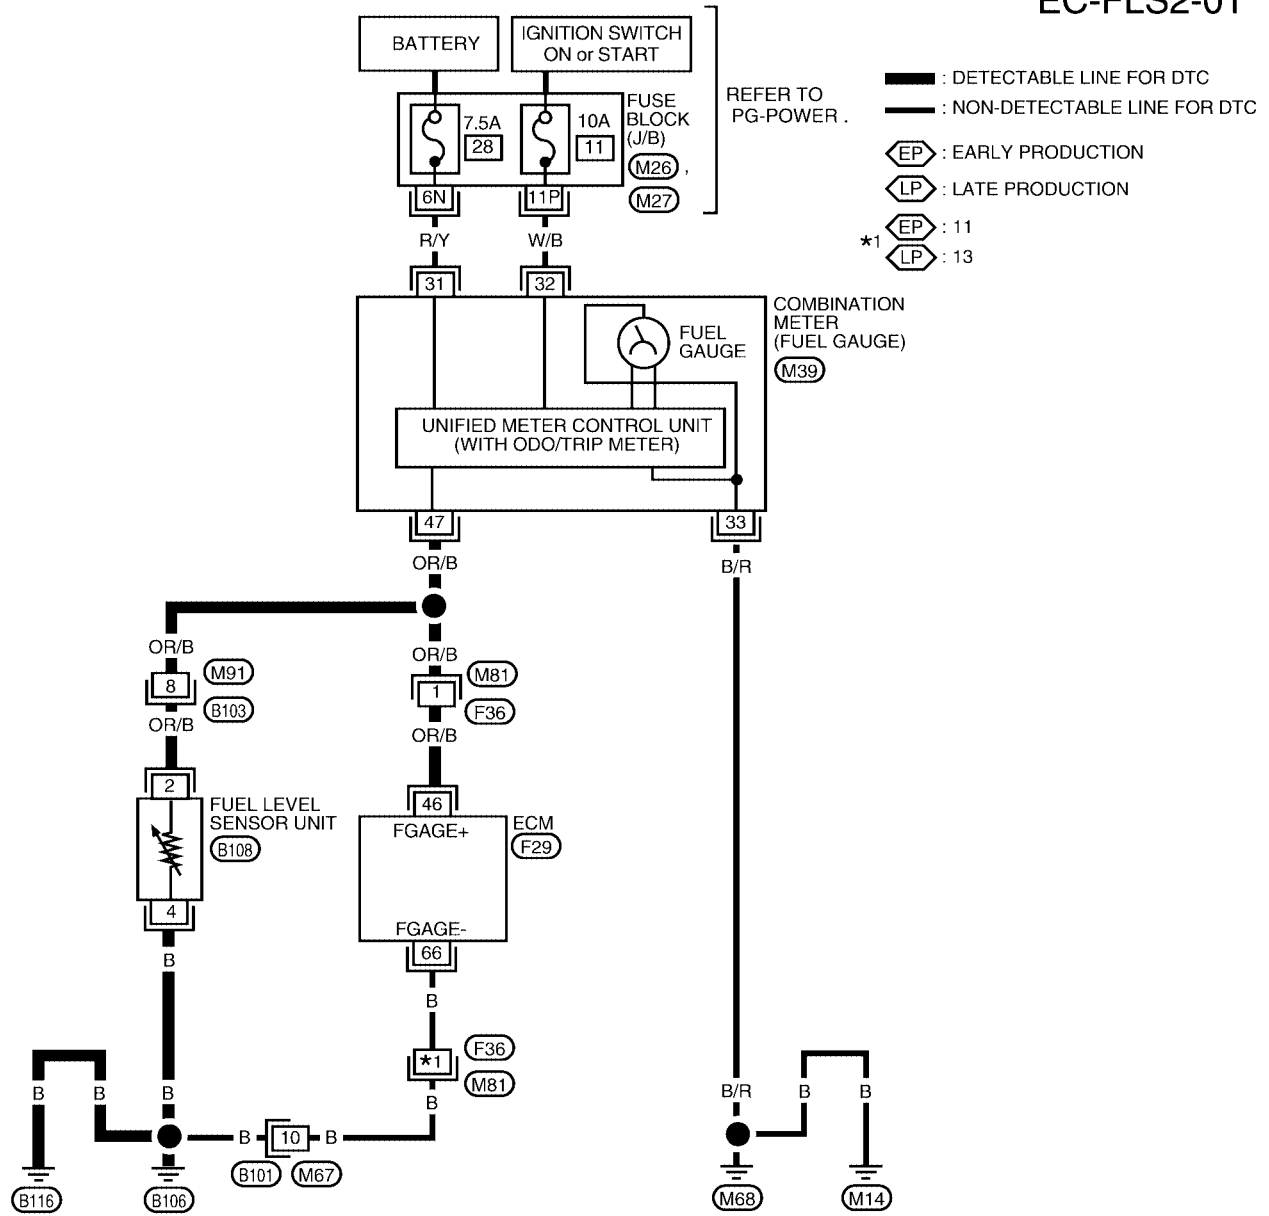 EC-FLS2-01
BATTERY
IGNITION SWITCH
ON or START
: DETECTABLE LINE FOR DTC
: NON-DETECTABLE LINE FOR DTC
REFER TO
PG-POWER .
FUSE
BLOCK
(J/B)
7.5A
28
10A
11
M26 ,
M27
EP : EARLY PRODUCTION
LP : LATE PRODUCTION
*1
EP : 11
LP : 13
6N
11P
R/Y
W/B
31
32
COMBINATION
METER
(FUEL GAUGE)
M39
FUEL
GAUGE
UNIFIED METER CONTROL UNIT
(WITH ODO/TRIP METER)
47
33
OR/B
B/R
OR/B
OR/B
8
M91
B103
1
M81
F36
OR/B
OR/B
2
46
FUEL LEVEL
SENSOR UNIT
B108
FGAGE+
ECM
F29
4
FGAGE-
66
B
B
*1
F36
M81
B
B
B
B
B
10
B
B101
M67
B/R
B
B
B116
B106
M68
M14